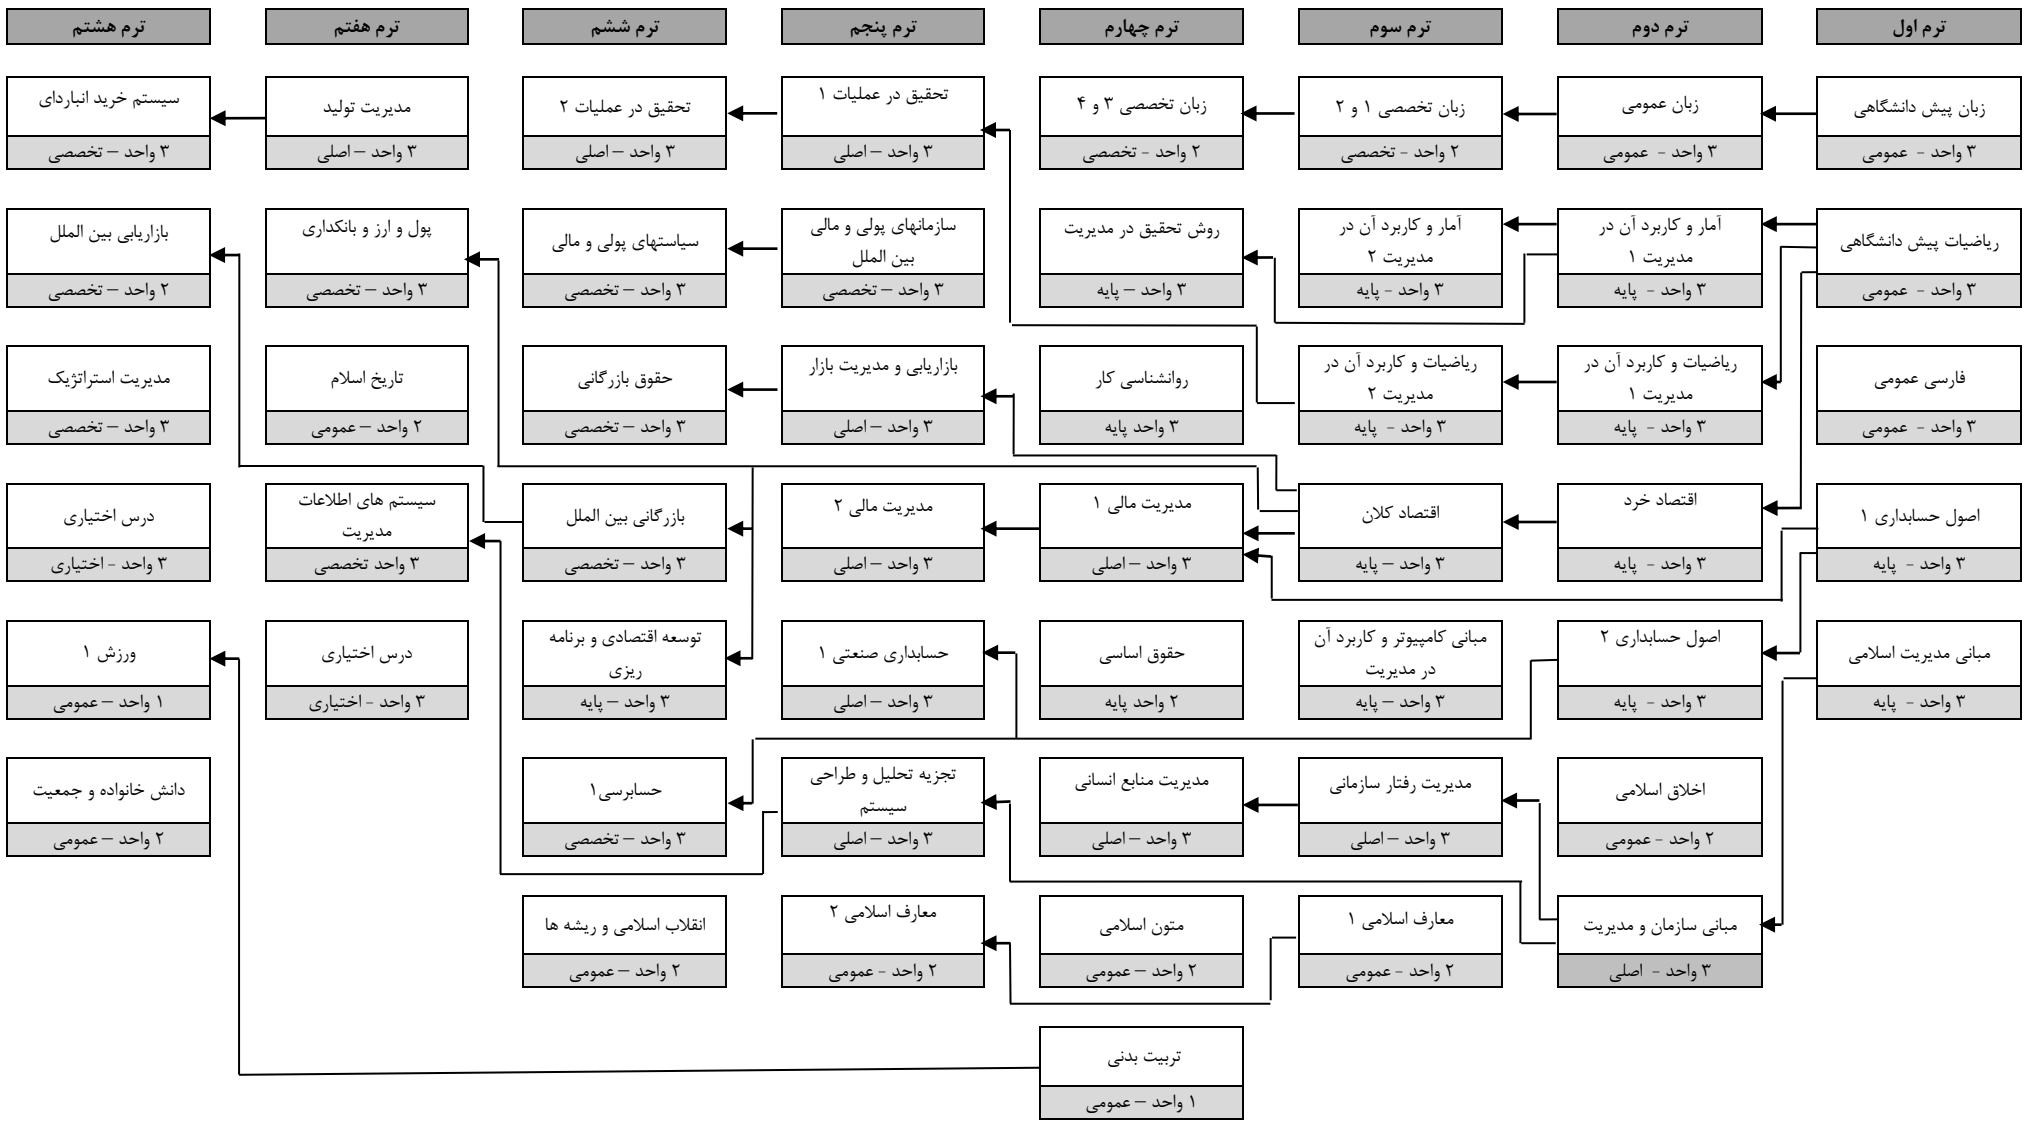 ترم اول
ترم دوم
ترم سوم
ترم چهارم
ترم پنجم
ترم ششم
ترم هفتم
ترم هشتم
زبان پیش دانشگاهی
۳ واحد - عمومی
زبان عمومی
۳ واحد - عمومی
زبان تخصصی ۱ و ۲
۲ واحد - تخصصی
زبان تخصصی ۳ و ۴
۲ واحد - تخصصی
تحقیق در عملیات ۱
۳ واحد – اصلی
تحقیق در عملیات ۲
۳ واحد – اصلی
مدیریت تولید
۳ واحد – اصلی
سیستم خرید انباردای
۳ واحد – تخصصی
ریاضیات پیش دانشگاهی
۳ واحد - عمومی
آمار و کاربرد آن در
مدیریت ۱
۳ واحد - پایه
آمار و کاربرد آن در
مدیریت ۲
۳ واحد - پایه
روش تحقیق در مدیریت
۳ واحد – پایه
سازمانهای پولی و مالی
بین الملل
۳ واحد – تخصصی
سیاستهای پولی و مالی
۳ واحد – تخصصی
پول و ارز و بانکداری
۳ واحد – تخصصی
بازاریابی بین الملل
۲ واحد – تخصصی
فارسی عمومی
۳ واحد - عمومی
ریاضیات و کاربرد آن در
مدیریت ۱
۳ واحد - پایه
ریاضیات و کاربرد آن در
مدیریت ۲
۳ واحد - پایه
روانشناسی کار
۳ واحد پایه
بازاریابی و مدیریت بازار
۳ واحد – اصلی
حقوق بازرگانی
۳ واحد – تخصصی
تاریخ اسلام
۲ واحد – عمومی
مدیریت استراتژیک
۳ واحد – تخصصی
اصول حسابداری ۱
۳ واحد - پایه
اقتصاد خرد
۳ واحد - پایه
اقتصاد کلان
۳ واحد – پایه
مدیریت مالی ۱
۳ واحد – اصلی
مدیریت مالی ۲
۳ واحد – اصلی
بازرگانی بین الملل
۳ واحد – تخصصی
سیستم های اطلاعات
مدیریت
۳ واحد تخصصی
درس اختیاری
۳ واحد - اختیاری
مبانی مدیریت اسلامی
۳ واحد - پایه
اصول حسابداری ۲
۳ واحد - پایه
مبانی کامپیوتر و کاربرد آن
در مدیریت
۳ واحد – پایه
حقوق اساسی
۲ واحد پایه
حسابداری صنعتی ۱
۳ واحد – اصلی
توسعه اقتصادی و برنامه
ریزی
۳ واحد – پایه
درس اختیاری
۳ واحد - اختیاری
ورزش ۱
۱ واحد – عمومی
اخلاق اسلامی
۲ واحد - عمومی
مدیریت رفتار سازمانی
۳ واحد – اصلی
مدیریت منابع انسانی
۳ واحد – اصلی
تجزیه تحلیل و طراحی
سیستم
۳ واحد – اصلی
حسابرسی۱
۳ واحد – تخصصی
دانش خانواده و جمعیت
۲ واحد – عمومی
مبانی سازمان و مدیریت
۳ واحد - اصلی
معارف اسلامی ۱
۲ واحد - عمومی
متون اسلامی
۲ واحد – عمومی
معارف اسلامی ۲
۲ واحد - عمومی
انقلاب اسلامی و ریشه ها
۲ واحد – عمومی
تربیت بدنی
۱ واحد – عمومی